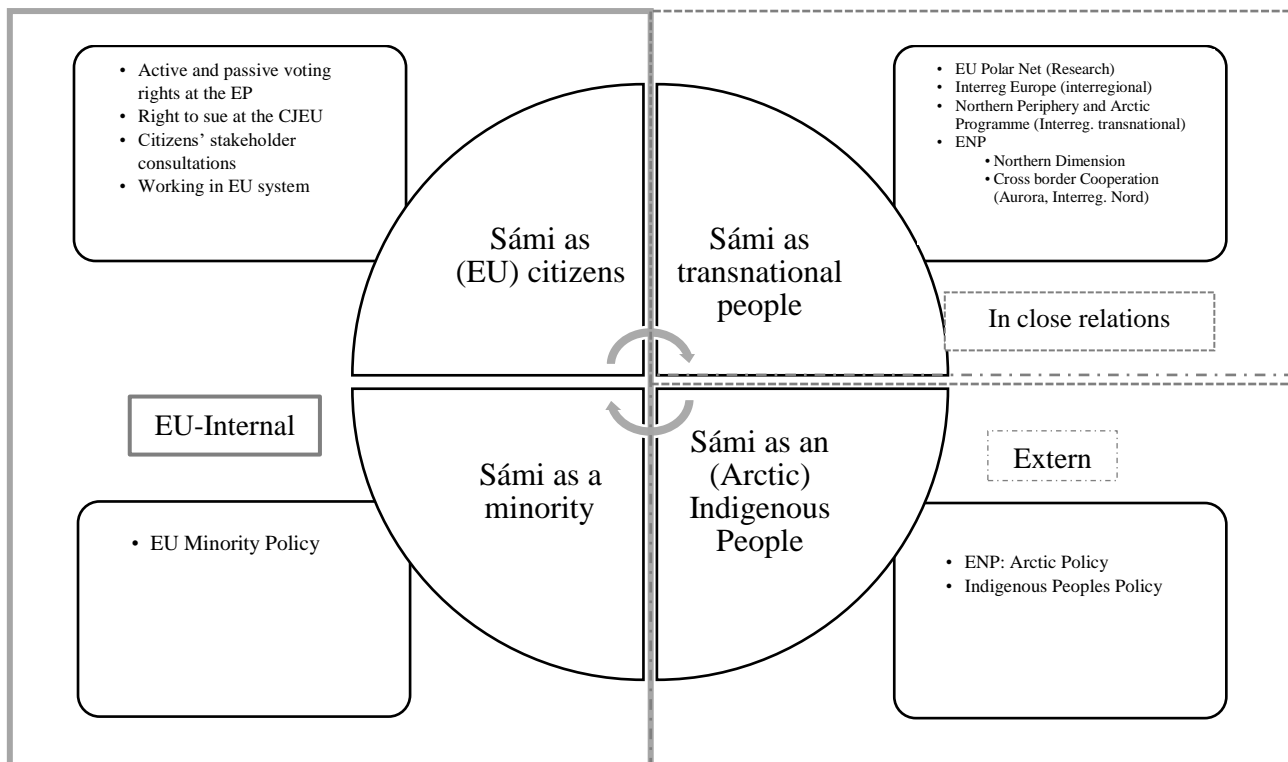 • Active and passive voting
rights at the EP
• Right to sue at the CJEU
• Citizens’ stakeholder
consultations
• Working in EU system
• EU Polar Net (Research)
• Interreg Europe (interregional)
• Northern Periphery and Arctic
Programme (Interreg. transnational)
• ENP
• Northern Dimension
• Cross border Cooperation
(Aurora, Interreg. Nord)
Sámi as
(EU) citizens
Sámi as
transnational
people
In close relations
EU-Internal
Sámi as a
minority
Sámi as an
(Arctic)
Indigenous
People
Extern
• EU Minority Policy
• ENP: Arctic Policy
• Indigenous Peoples Policy